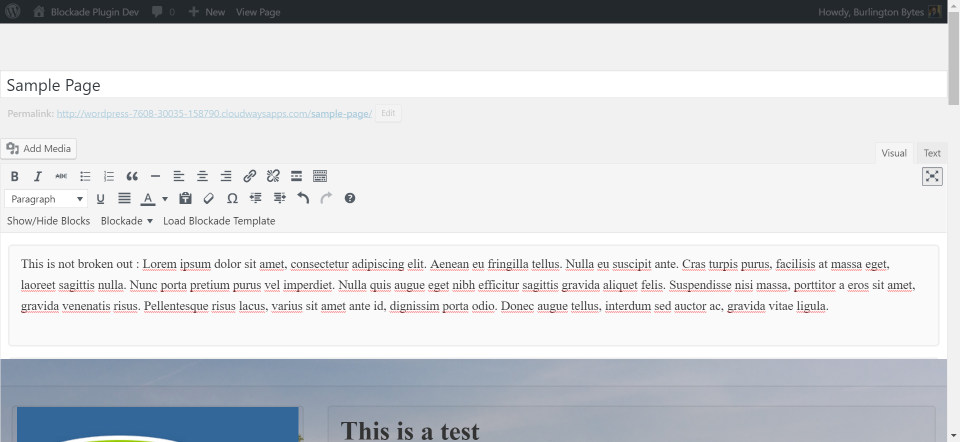 Blockade Plugin Dev 0 New View Page Howdy, Burlington Bytes
Sample Page
Permalink: http://wordpress-7608-30035-158790.cloudwaysapps.com/sample-page/ Edit
Add Media Visual Text
B I ABC
Paragraph U A Ω ?
Show/Hide Blocks Blockade Load Blockade Template
This is not broken out : Lorem ipsum dolor sit amet, consectetur adipiscing elit. Aenean eu fringilla tellus. Nulla eu suscipit ante. Cras turpis purus, facilisis at massa eget,
laoreet sagittis nulla. Nunc porta pretium purus vel imperdiet. Nulla quis augue eget nibh efficitur sagittis gravida aliquet felis. Suspendisse nisi massa, porttitor a eros sit amet,
gravida venenatis risus. Pellentesque risus lacus, varius sit amet ante id, dignissim porta odio. Donec augue tellus, interdum sed auctor ac, gravida vitae ligula.
This is a test